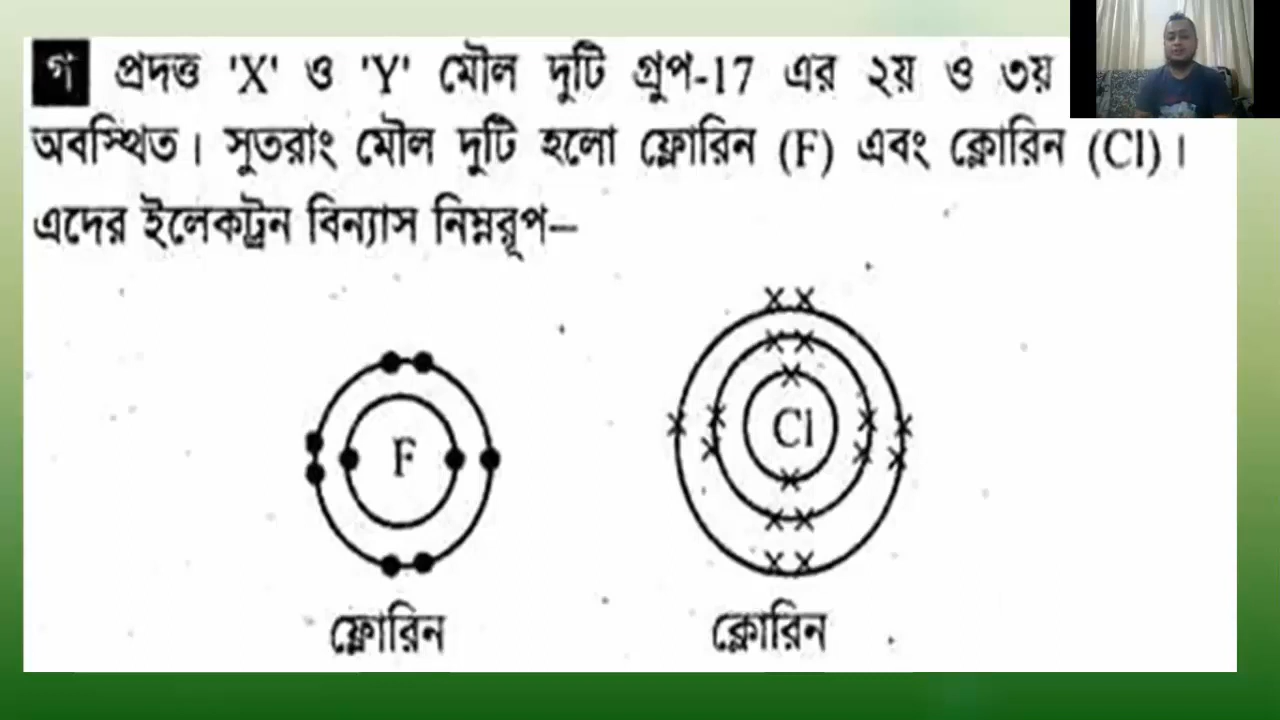 গ প্রদত্ত 'X' ও 'Y' মৌল দুটি গ্রুপ-17 এর ২য় ও ৩য়
অবস্থিত। সুতরাং মৌল দুটি হলো ফ্লোরিন (F) এবং ক্লোরিন (Cl)।
এদের ইলেকট্রন বিন্যাস নিম্নরূপ–
F
Cl
ফ্লোরিন
ক্লোরিন